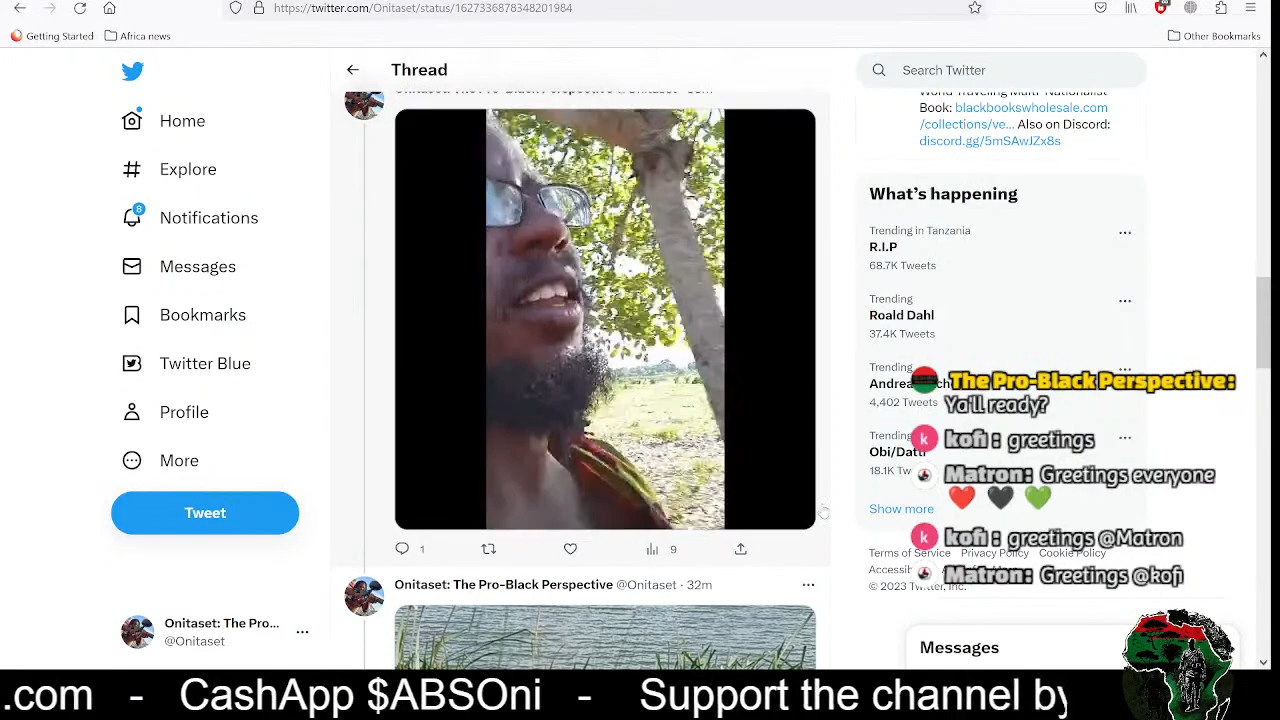 https://twitter.com/Onitaset/status/1627336878348201984
Getting Started
Africa news
Other Bookmarks
Thread
Search Twitter
Home
Explore
8
Notifications
Messages
Bookmarks
Twitter Blue
Profile
More
Tweet
Onitaset: The Pro...
@Onitaset
1
9
Onitaset: The Pro-Black Perspective @Onitaset · 32m
World Traveling Multi-Nationalist
Book: blackbookswholesale.com
/collections/ve... Also on Discord:
discord.gg/5mSAwJZx8s
What's happening
Trending in Tanzania
R.I.P
68.7K Tweets
Trending
Roald Dahl
37.4K Tweets
Trending
4,402 Tweets
Show more
Terms of Service Privacy Policy Cookie Policy
© 2023 Twitter, Inc.
The Pro-Black Perspective:
Ya'll ready?
kofi : greetings
Matron: Greetings everyone
kofi : greetings @Matron
Matron: Greetings @kofi
Messages
.com - CashApp $ABSOni - Support the channel by